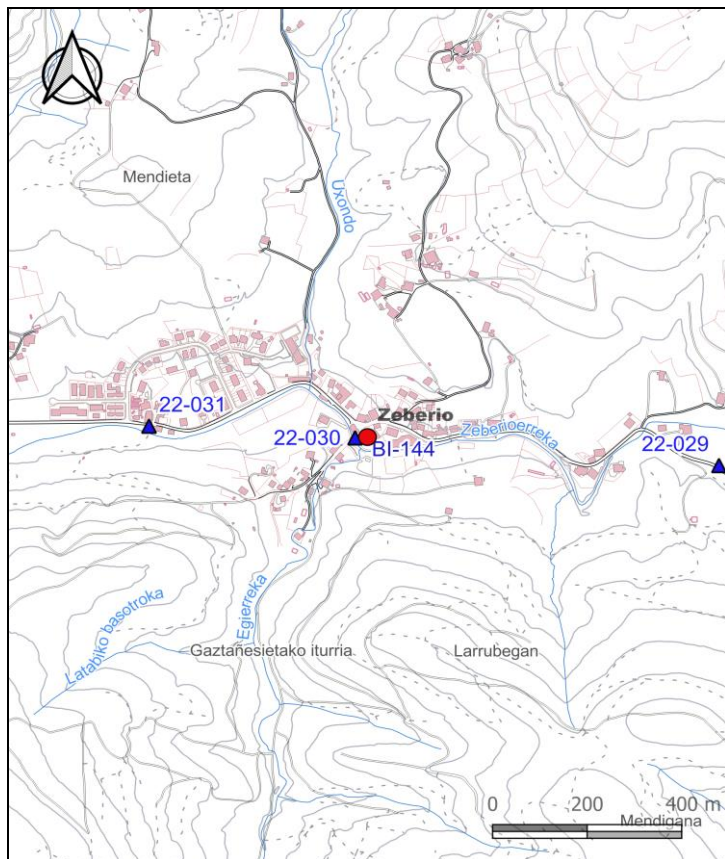 Mendieta
Uxondo
22-031
Zeberio
22-030
BI-144
Zeberioerreka
22-029
Latabiko basotroka
Egierreka
Gaztañesietako iturria
Larrubegan
0 200 400 m
Mendigana